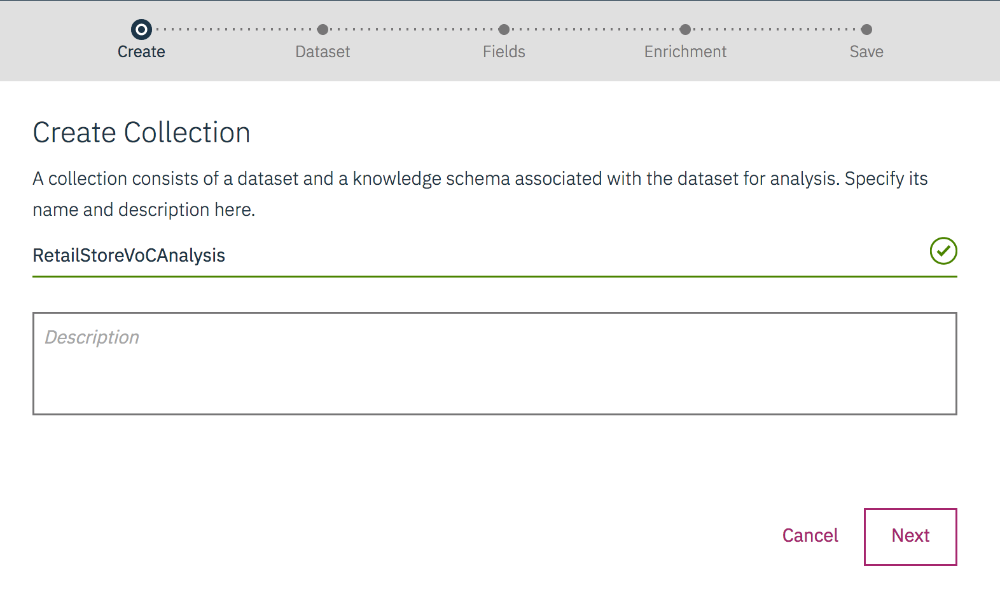 Create
Dataset
Fields
Enrichment
Save
Create Collection
A collection consists of a dataset and a knowledge schema associated with the dataset for analysis. Specify its
name and description here.
RetailStoreVoCAnalysis
Description
Cancel
Next